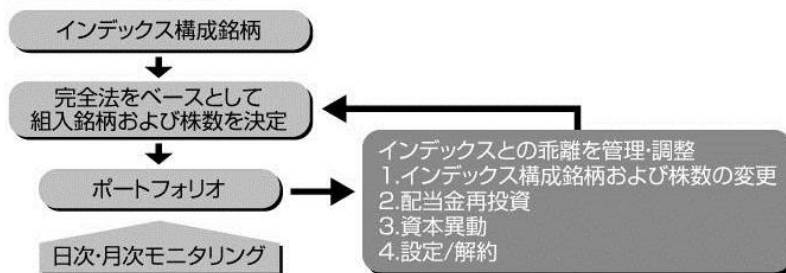 インデックス構成銘柄
完全法をベースとして
組入銘柄および株数を決定
ポートフォリオ
日次・月次モニタリング
インデックスとの乖離を管理・調整
1.インデックス構成銘柄および株数の変更
2.配当金再投資
3.資本異動
4.設定/解約